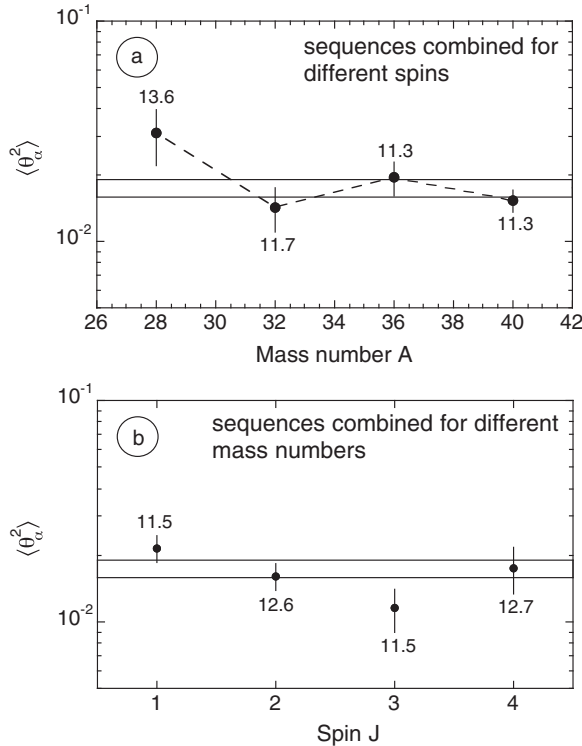 10⁻¹
a
sequences combined for
different spins
13.6
11.3
⟨θ²α⟩
10⁻²
11.7
11.3
26 28 30 32 34 36 38 40 42
Mass number A
10⁻¹
b
sequences combined for different
mass numbers
11.5
⟨θ²α⟩
12.6
12.7
10⁻²
11.5
1 2 3 4
Spin J